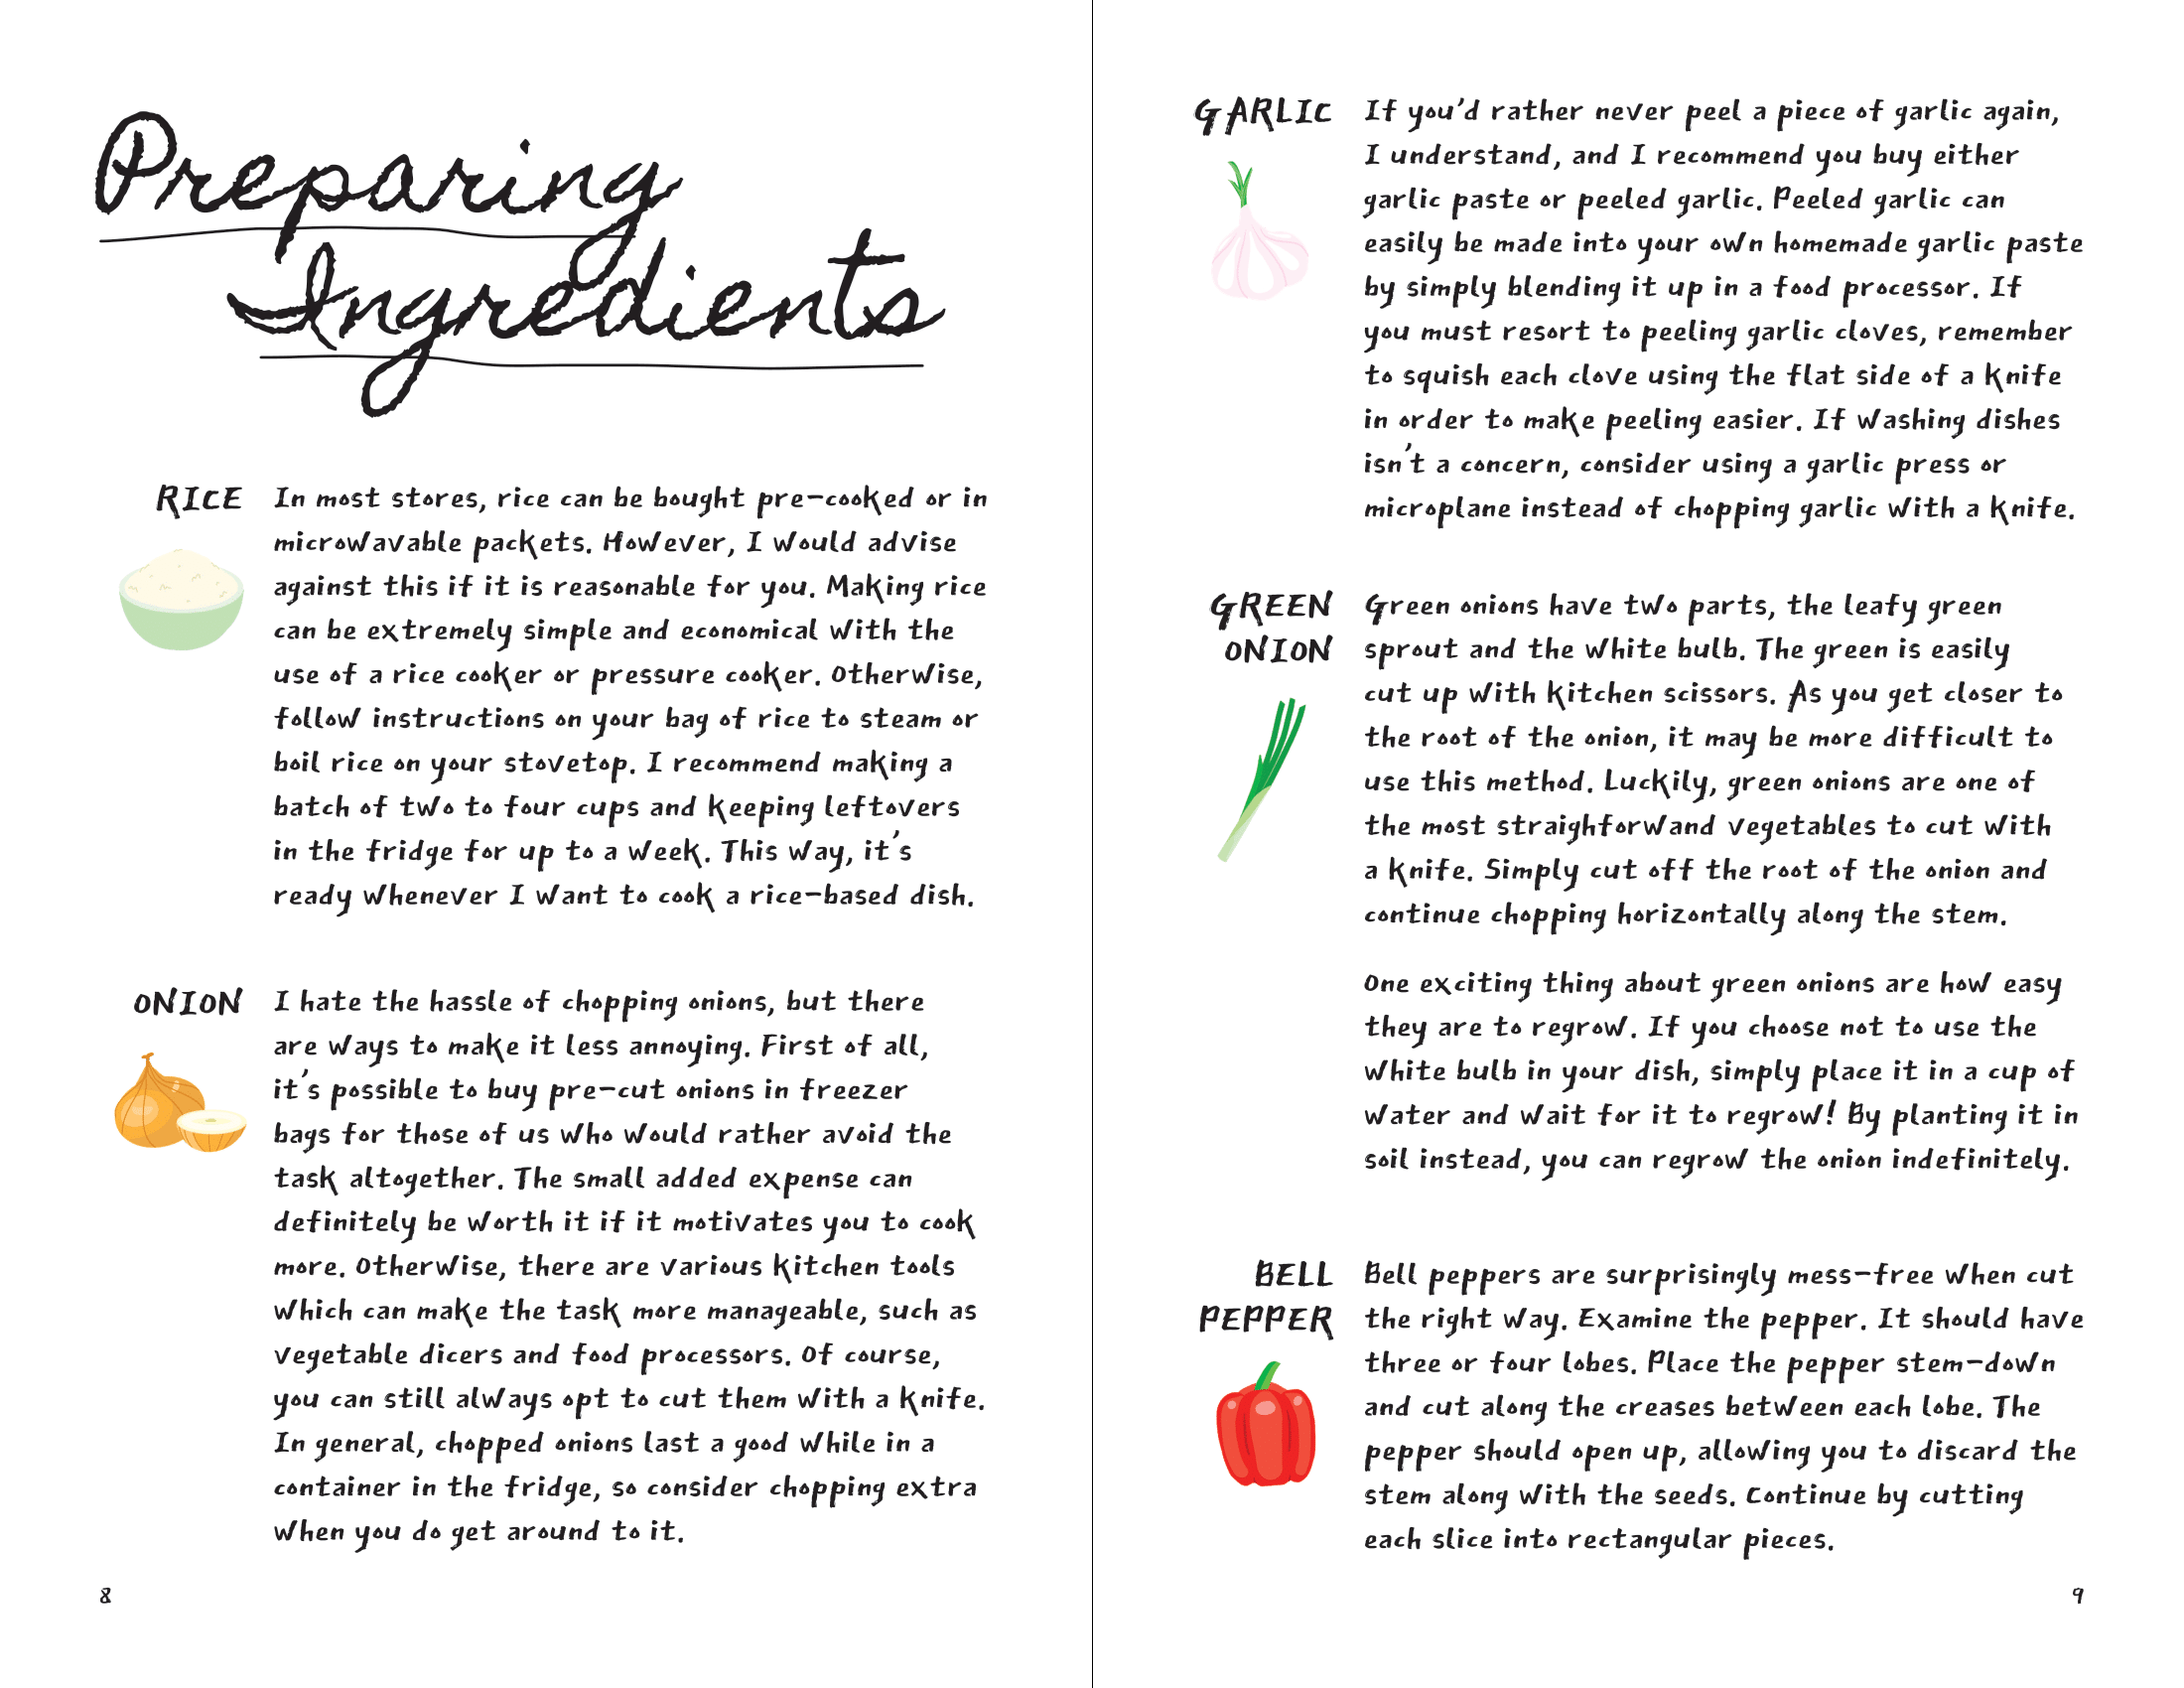 Preparing
Ingredients
RICE
In most stores, rice can be bought pre-cooked or in
microwavable packets. However, I would advise
against this if it is reasonable for you. Making rice
can be extremely simple and economical with the
use of a rice cooker or pressure cooker. Otherwise,
follow instructions on your bag of rice to steam or
boil rice on your stovetop. I recommend making a
batch of two to four cups and keeping leftovers
in the fridge for up to a week. This way, it's
ready whenever I want to cook a rice-based dish.
ONION
I hate the hassle of chopping onions, but there
are ways to make it less annoying. First of all,
it's possible to buy pre-cut onions in freezer
bags for those of us who would rather avoid the
task altogether. The small added expense can
definitely be worth it if it motivates you to cook
more. Otherwise, there are various kitchen tools
which can make the task more manageable, such as
vegetable dicers and food processors. Of course,
you can still always opt to cut them with a knife.
In general, chopped onions last a good while in a
container in the fridge, so consider chopping extra
when you do get around to it.
8
GARLIC
If you'd rather never peel a piece of garlic again,
I understand, and I recommend you buy either
garlic paste or peeled garlic. Peeled garlic can
easily be made into your own homemade garlic paste
by simply blending it up in a food processor. If
you must resort to peeling garlic cloves, remember
to squish each clove using the flat side of a knife
in order to make peeling easier. If washing dishes
isn't a concern, consider using a garlic press or
microplane instead of chopping garlic with a knife.
GREEN
ONION
Green onions have two parts, the leafy green
sprout and the white bulb. The green is easily
cut up with kitchen scissors. As you get closer to
the root of the onion, it may be more difficult to
use this method. Luckily, green onions are one of
the most straighforwand vegetables to cut with
a knife. Simply cut off the root of the onion and
continue chopping horizontally along the stem.
One exciting thing about green onions are how easy
they are to regrow. If you choose not to use the
white bulb in your dish, simply place it in a cup of
water and wait for it to regrow! By planting it in
soil instead, you can regrow the onion indefinitely.
BELL
PEPPER
Bell peppers are surprisingly mess-free when cut
the right way. Examine the pepper. It should have
three or four lobes. Place the pepper stem-down
and cut along the creases between each lobe. The
pepper should open up, allowing you to discard the
stem along with the seeds. Continue by cutting
each slice into rectangular pieces.
9